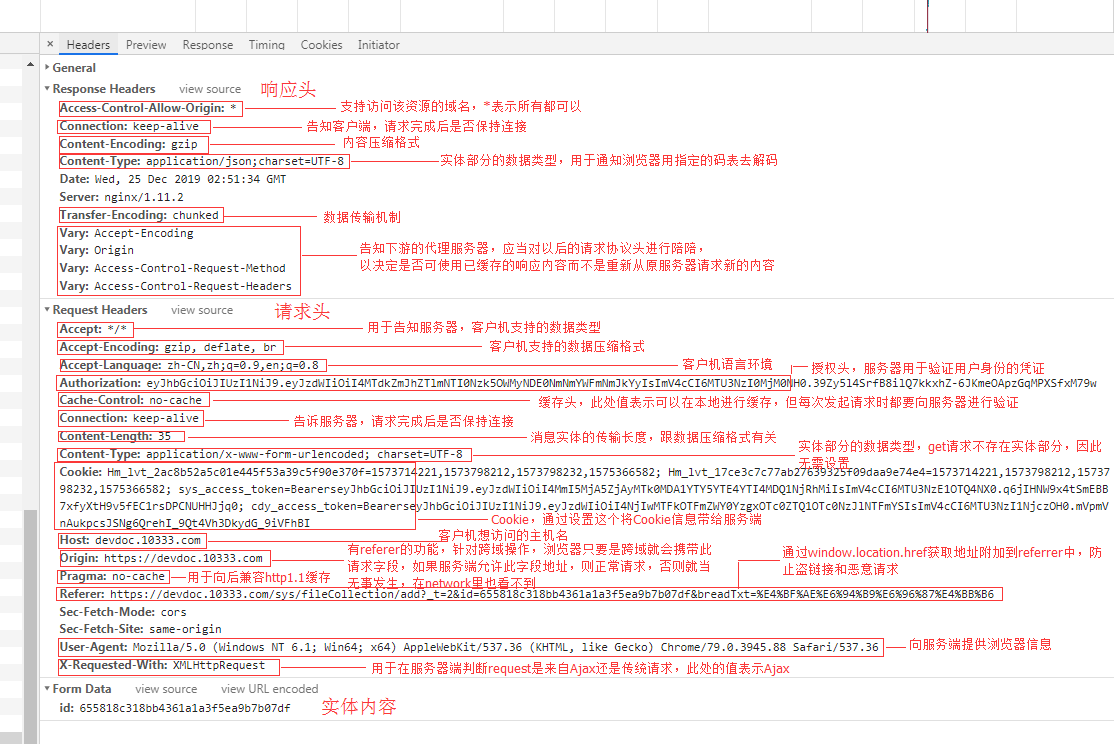 × Headers Preview Response Timing Cookies Initiator
General
Response Headers view source 响应头
Access-Control-Allow-Origin: * 支持访问该资源的域名，*表示所有都可以
Connection: keep-alive 告知客户端，请求完成后是否保持连接
Content-Encoding: gzip 内容压缩格式
Content-Type: application/json;charset=UTF-8 实体部分的数据类型，用于通知浏览器用指定的码表去解码
Date: Wed, 25 Dec 2019 02:51:34 GMT
Server: nginx/1.11.2
Transfer-Encoding: chunked 数据传输机制
Vary: Accept-Encoding
Vary: Origin 告知下游的代理服务器，应当对以后的请求协议头进行陪陪，
Vary: Access-Control-Request-Method 以决定是否可使用已缓存的响应内容而不是重新从原服务器请求新的内容
Vary: Access-Control-Request-Headers
Request Headers view source 请求头
Accept: */* 用于告知服务器，客户机支持的数据类型
Accept-Encoding: gzip, deflate, br 客户机支持的数据压缩格式
Accept-Language: zh-CN,zh;q=0.9,en;q=0.8 客户机语言环境 授权头，服务器用于验证用户身份的凭证
Authorization: eyJhbGciOiJIUzI1NiJ9.eyJzdWIiOiI4MTdkZmJhZTlmNTI0Nzk5OWMyNDE0NmNmYWFmNmJkYyIsImV4cCI6MTU3NzI0MjM0NH0.39Zy5l4SrfB8ilQ7kkxhZ-6JKmeOApzGqMPXSfxM79w
Cache-Control: no-cache 缓存头，此处值表示可以在本地进行缓存，但每次发起请求时都要向服务器进行验证
Connection: keep-alive 告诉服务器，请求完成后是否保持连接
Content-Length: 35 消息实体的传输长度，跟数据压缩格式有关
Content-Type: application/x-www-form-urlencoded; charset=UTF-8 实体部分的数据类型，get请求不存在实体部分，因此
无需设置
Cookie: Hm_lvt_2ac8b52a5c01e445f53a39c5f90e370f=1573714221,1573798212,1573798232,1575366582; Hm_lvt_17ce3c7c77ab27639325f09daa9e74e4=1573714221,1573798212,15737
98232,1575366582; sys_access_token=BearerseyJhbGciOiJIUzI1NiJ9.eyJzdWIiOiI4MmI5MjA5ZjAyMTk0MDA1YTY5YTE4YTI4MDQ1NjRhMiIsImV4cCI6MTU3NzE1OTQ4NX0.q6jIHNW9x4tSmEBB
7xfyXtH9v5fEC1rsDPCNUHHJjq0; cdy_access_token=BearerseyJhbGciOiJIUzI1NiJ9.eyJzdWIiOiI4NjIwMTFkOTFmZWY0YzgxOTc0ZTQ1OTc0NzJlNTFmYSIsImV4cCI6MTU3NzI1NjczOH0.mVpmV
nAukpcsJSNg6QrehI_9Qt4Vh3DkydG_9iVFhBI Cookie，通过设置这个将Cookie信息带给服务端
Host: devdoc.10333.com 客户机想访问的主机名
Origin: https://devdoc.10333.com 有referer的功能，针对跨域操作，浏览器只要是跨域就会携带此 通过window.location.href获取地址附加到referrer中，防
请求字段，如果服务端允许此字段地址，则正常请求，否则就当 止盗链接和恶意请求
Pragma: no-cache 用于向后兼容http1.1缓存 无事发生，在network里也看不到
Referer: https://devdoc.10333.com/sys/fileCollection/add?_t=2&id=655818c318bb4361a1a3f5ea9b7b07df&breadTxt=%E4%BF%AE%E6%94%B9%E6%96%87%E4%BB%B6
Sec-Fetch-Mode: cors
Sec-Fetch-Site: same-origin
User-Agent: Mozilla/5.0 (Windows NT 6.1; Win64; x64) AppleWebKit/537.36 (KHTML, like Gecko) Chrome/79.0.3945.88 Safari/537.36 向服务端提供浏览器信息
X-Requested-With: XMLHttpRequest 用于在服务器端判断request是来自Ajax还是传统请求，此处的值表示Ajax
Form Data view source view URL encoded
id: 655818c318bb4361a1a3f5ea9b7b07df 实体内容